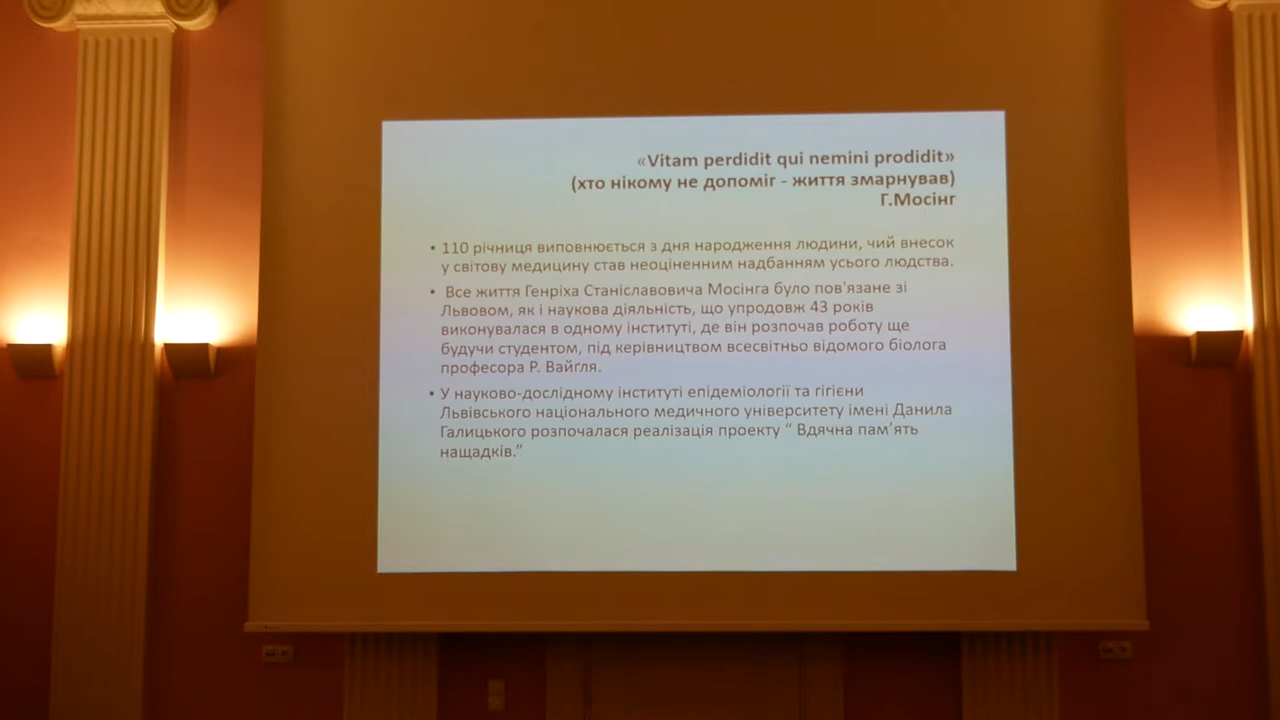 «Vitam perdidit qui nemini prodidit»
(хто нікому не допоміг - життя змарнував)
Г.Мосінг
• 110 річниця виповнюється з дня народження людини, чий внесок
у світову медицину став неоціненним надбанням усього людства.
• Все життя Генріха Станіславовича Мосінга було пов'язане зі
Львовом, як і наукова діяльність, що упродовж 43 років
виконувалася в одному інституті, де він розпочав роботу ще
будучи студентом, під керівництвом всесвітньо відомого біолога
професора Р. Вайґля.
• У науково-дослідному інституті епідеміології та гігієни
Львівського національного медичного університету імені Данила
Галицького розпочалася реалізація проекту “ Вдячна пам’ять
нащадків.”